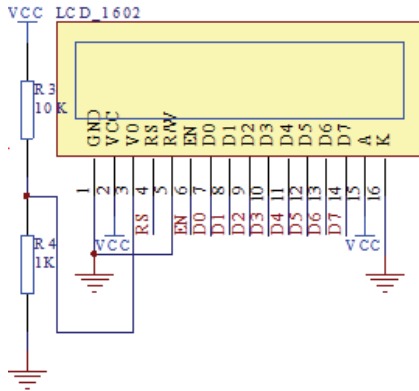 VCC LCD_1602
R3
10K
GND VCC V0 RS R/W EN D0 D1 D2 D3 D4 D5 D6 D7 A K
1 2 3 4 5 6 7 8 9 10 11 12 13 14 15 16
RS EN D0 D1 D2 D3 D4 D5 D6 D7
VCC VCC
R4
1K